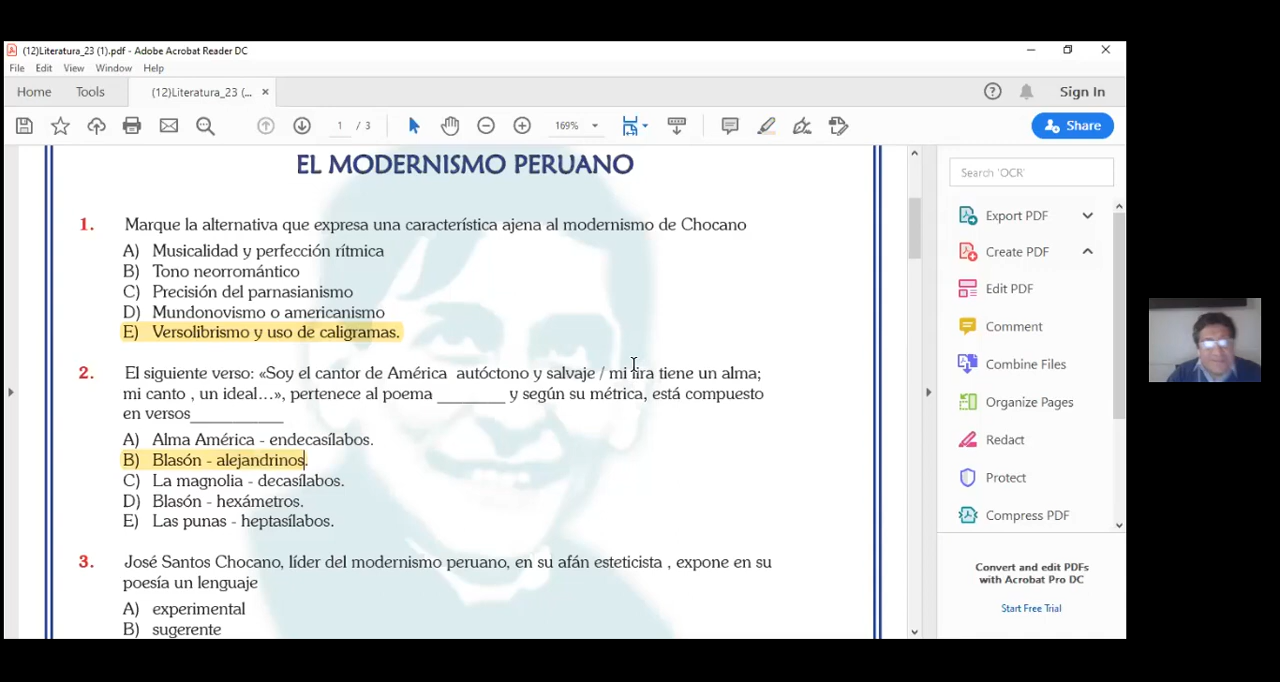 (12)Literatura_23 (1).pdf - Adobe Acrobat Reader DC
File Edit View Window Help
Home Tools (12)Literatura_23 (... × Sign In
1 / 3 169% Share
EL MODERNISMO PERUANO
1. Marque la alternativa que expresa una característica ajena al modernismo de Chocano
A) Musicalidad y perfección rítmica
B) Tono neorromántico
C) Precisión del parnasianismo
D) Mundonovismo o americanismo
E) Versolibrismo y uso de caligramas.
2. El siguiente verso: «Soy el cantor de América autóctono y salvaje / mi lira tiene un alma;
mi canto , un ideal...», pertenece al poema ________ y según su métrica, está compuesto
en versos___________
A) Alma América - endecasílabos.
B) Blasón - alejandrinos.
C) La magnolia - decasílabos.
D) Blasón - hexámetros.
E) Las punas - heptasílabos.
3. José Santos Chocano, líder del modernismo peruano, en su afán esteticista , expone en su
poesía un lenguaje
A) experimental
B) sugerente
Search 'OCR'
Export PDF
Create PDF
Edit PDF
Comment
Combine Files
Organize Pages
Redact
Protect
Compress PDF
Convert and edit PDFs
with Acrobat Pro DC
Start Free Trial